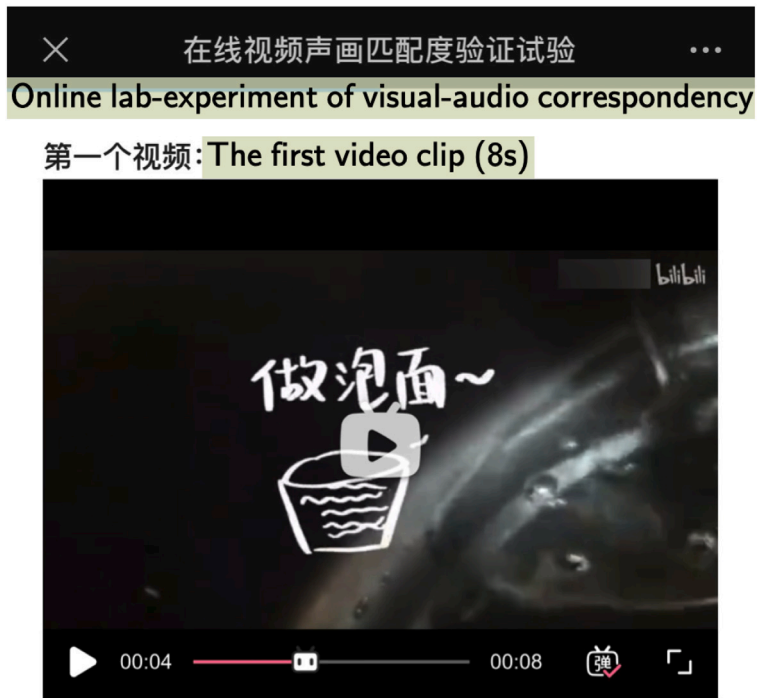 在线视频声画匹配度验证试验
Online lab-experiment of visual-audio correspondency
第一个视频:The first video clip (8s)
bilibili
做泡面~
00:04
00:08
弹